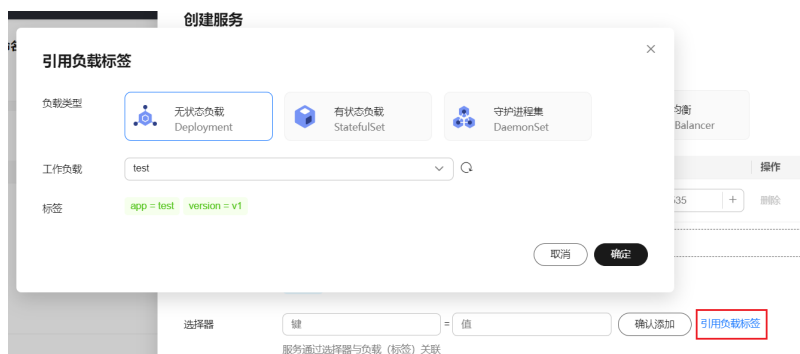 创建服务
引用负载标签
负载类型
无状态负载
Deployment
有状态负载
StatefulSet
守护进程集
DaemonSet
均衡
Balancer
工作负载
test
操作
标签
app = test version = v1
535
+
删除
取消
确定
选择器
键
=
值
确认添加
引用负载标签
服务通过选择器与负载（标签）关联